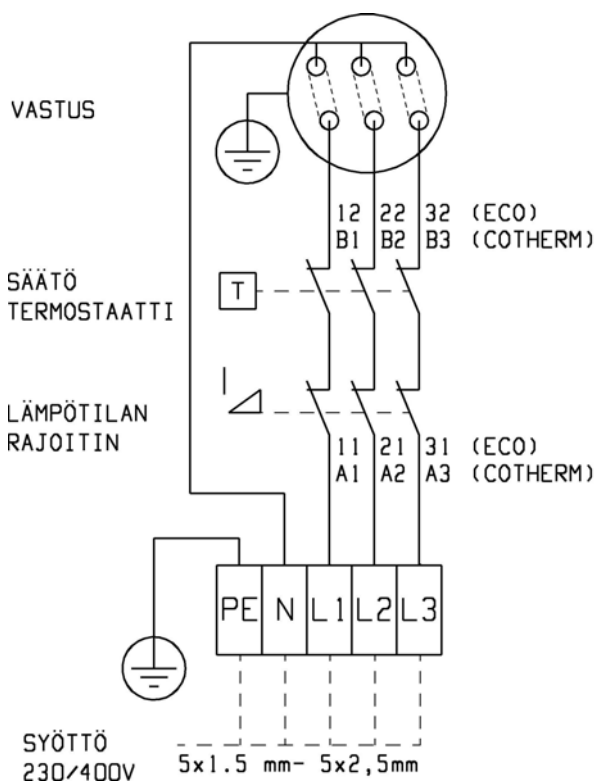 VASTUS
12 22 32 (ECO)
B1 B2 B3 (COTHERM)
SÄÄTÖ
TERMOSTAATTI
T
LÄMPÖTILAN
RAJOITIN
11 21 31 (ECO)
A1 A2 A3 (COTHERM)
PE N L1 L2 L3
SYÖTTÖ
230/400V
5x1.5 mm- 5x2,5mm